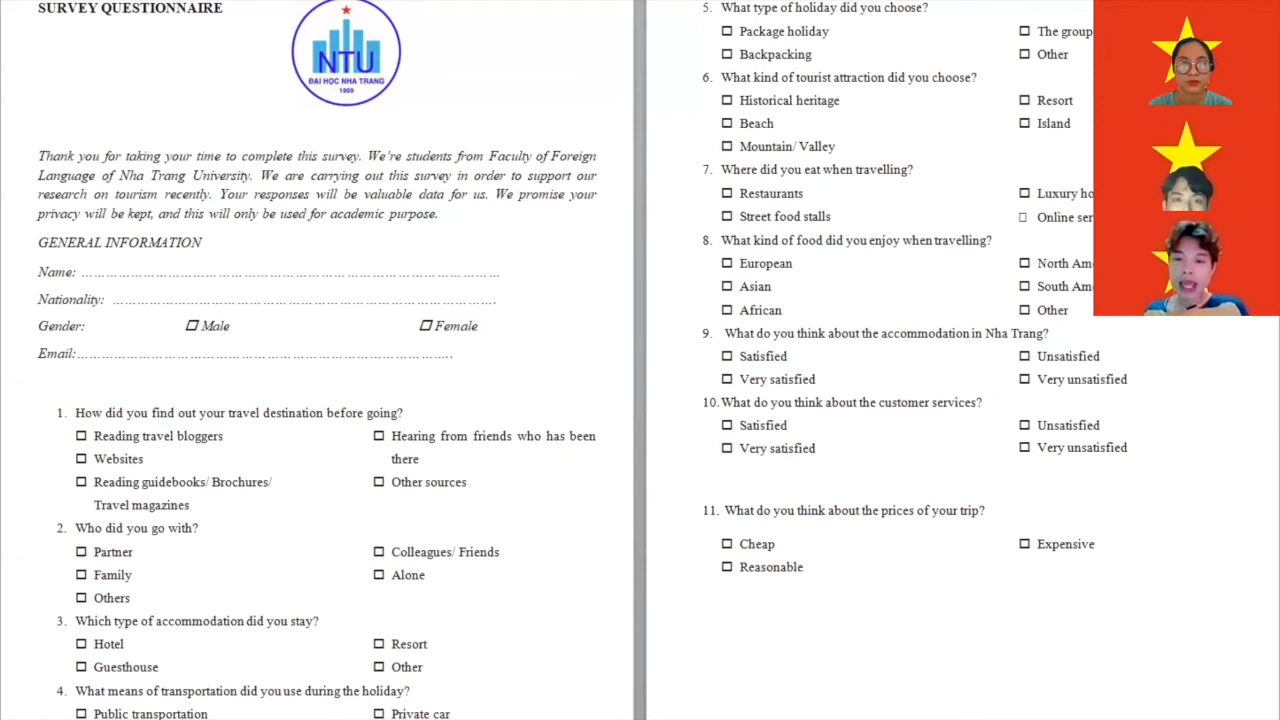 SURVEY QUESTIONNAIRE
NTU
ĐẠI HỌC NHA TRANG
1959
Thank you for taking your time to complete this survey. We're students from Faculty of Foreign
Language of Nha Trang University. We are carrying out this survey in order to support our
research on tourism recently. Your responses will be valuable data for us. We promise your
privacy will be kept, and this will only be used for academic purpose.
GENERAL INFORMATION
Name: ……………………………………………………………………………
Nationality: …………………………………………………………………….
Gender: ☐ Male ☐ Female
Email:…………………………………………………………………..
1. How did you find out your travel destination before going?
☐ Reading travel bloggers ☐ Hearing from friends who has been
☐ Websites there
☐ Reading guidebooks/ Brochures/ ☐ Other sources
Travel magazines
2. Who did you go with?
☐ Partner ☐ Colleagues/ Friends
☐ Family ☐ Alone
☐ Others
3. Which type of accommodation did you stay?
☐ Hotel ☐ Resort
☐ Guesthouse ☐ Other
4. What means of transportation did you use during the holiday?
☐ Public transportation ☐ Private car
5. What type of holiday did you choose?
☐ Package holiday ☐ The group
☐ Backpacking ☐ Other
6. What kind of tourist attraction did you choose?
☐ Historical heritage ☐ Resort
☐ Beach ☐ Island
☐ Mountain/ Valley
7. Where did you eat when travelling?
☐ Restaurants ☐ Luxury ho
☐ Street food stalls ☐ Online ser
8. What kind of food did you enjoy when travelling?
☐ European ☐ North Am
☐ Asian ☐ South Am
☐ African ☐ Other
9. What do you think about the accommodation in Nha Trang?
☐ Satisfied ☐ Unsatisfied
☐ Very satisfied ☐ Very unsatisfied
10. What do you think about the customer services?
☐ Satisfied ☐ Unsatisfied
☐ Very satisfied ☐ Very unsatisfied
11. What do you think about the prices of your trip?
☐ Cheap ☐ Expensive
☐ Reasonable